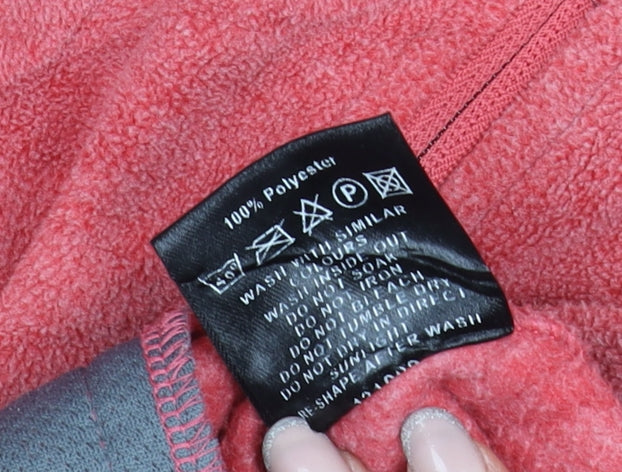 100% Polyester
40° P
WASH WITH SIMILAR
COLOURS
WASH INSIDE OUT
DO NOT SOAK
DO NOT IRON
DO NOT BLEACH
DO NOT TUMBLE DRY
DO NOT DRY IN DIRECT
SUNLIGHT
RE-SHAPE AFTER WASH